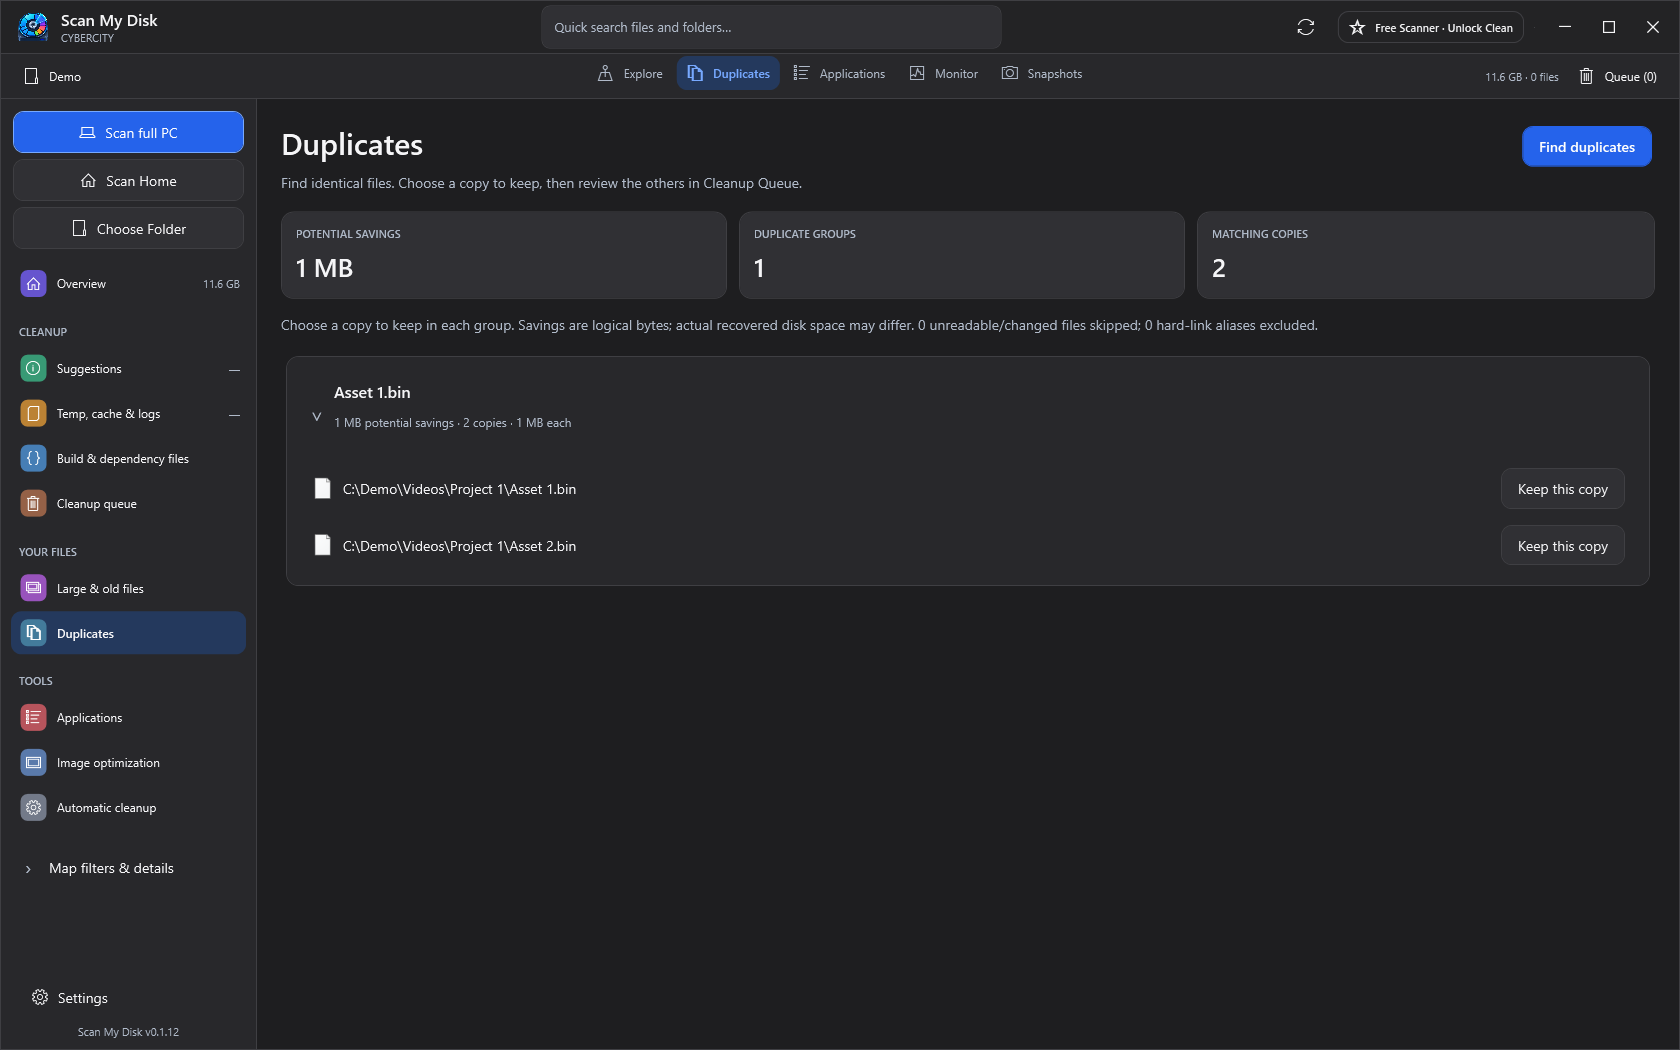 Scan My Disk
CYBERCITY
Quick search files and folders...
Free Scanner · Unlock Clean
Demo
Explore
Duplicates
Applications
Monitor
Snapshots
11.6 GB · 0 files
Queue (0)
Scan full PC
Scan Home
Choose Folder
Overview 11.6 GB
CLEANUP
Suggestions —
Temp, cache & logs —
Build & dependency files
Cleanup queue
YOUR FILES
Large & old files
Duplicates
TOOLS
Applications
Image optimization
Automatic cleanup
Map filters & details
Settings
Scan My Disk v0.1.12
Duplicates
Find duplicates
Find identical files. Choose a copy to keep, then review the others in Cleanup Queue.
POTENTIAL SAVINGS
1 MB
DUPLICATE GROUPS
1
MATCHING COPIES
2
Choose a copy to keep in each group. Savings are logical bytes; actual recovered disk space may differ. 0 unreadable/changed files skipped; 0 hard-link aliases excluded.
Asset 1.bin
1 MB potential savings · 2 copies · 1 MB each
C:\Demo\Videos\Project 1\Asset 1.bin
Keep this copy
C:\Demo\Videos\Project 1\Asset 2.bin
Keep this copy